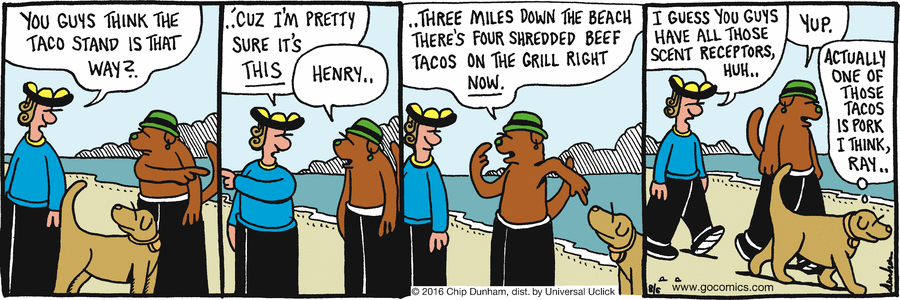 YOU GUYS THINK THE
TACO STAND IS THAT
WAY?.
..'CUZ I'M PRETTY
SURE IT'S
THIS
HENRY..
..THREE MILES DOWN THE BEACH
THERE'S FOUR SHREDDED BEEF
TACOS ON THE GRILL RIGHT
NOW.
© 2016 Chip Dunham, dist. by Universal Uclick
I GUESS YOU GUYS
HAVE ALL THOSE
SCENT RECEPTORS,
HUH..
YUP.
ACTUALLY
ONE OF
THOSE
TACOS
IS PORK
I THINK,
RAY..
8/5
www.gocomics.com
dunham